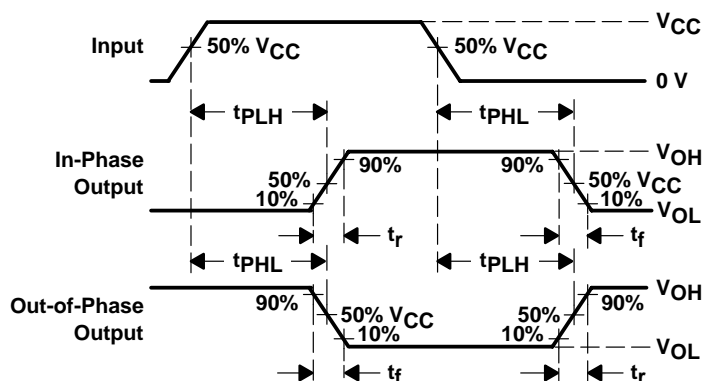 VCC
Input
50% VCC
50% VCC
0 V
tPLH
tPHL
In-Phase
Output
VOH
90%
90%
50%
50% VCC
10%
10%
VOL
tr
tf
tPHL
tPLH
Out-of-Phase
Output
VOH
90%
90%
50% VCC
50%
10%
10%
VOL
tf
tr